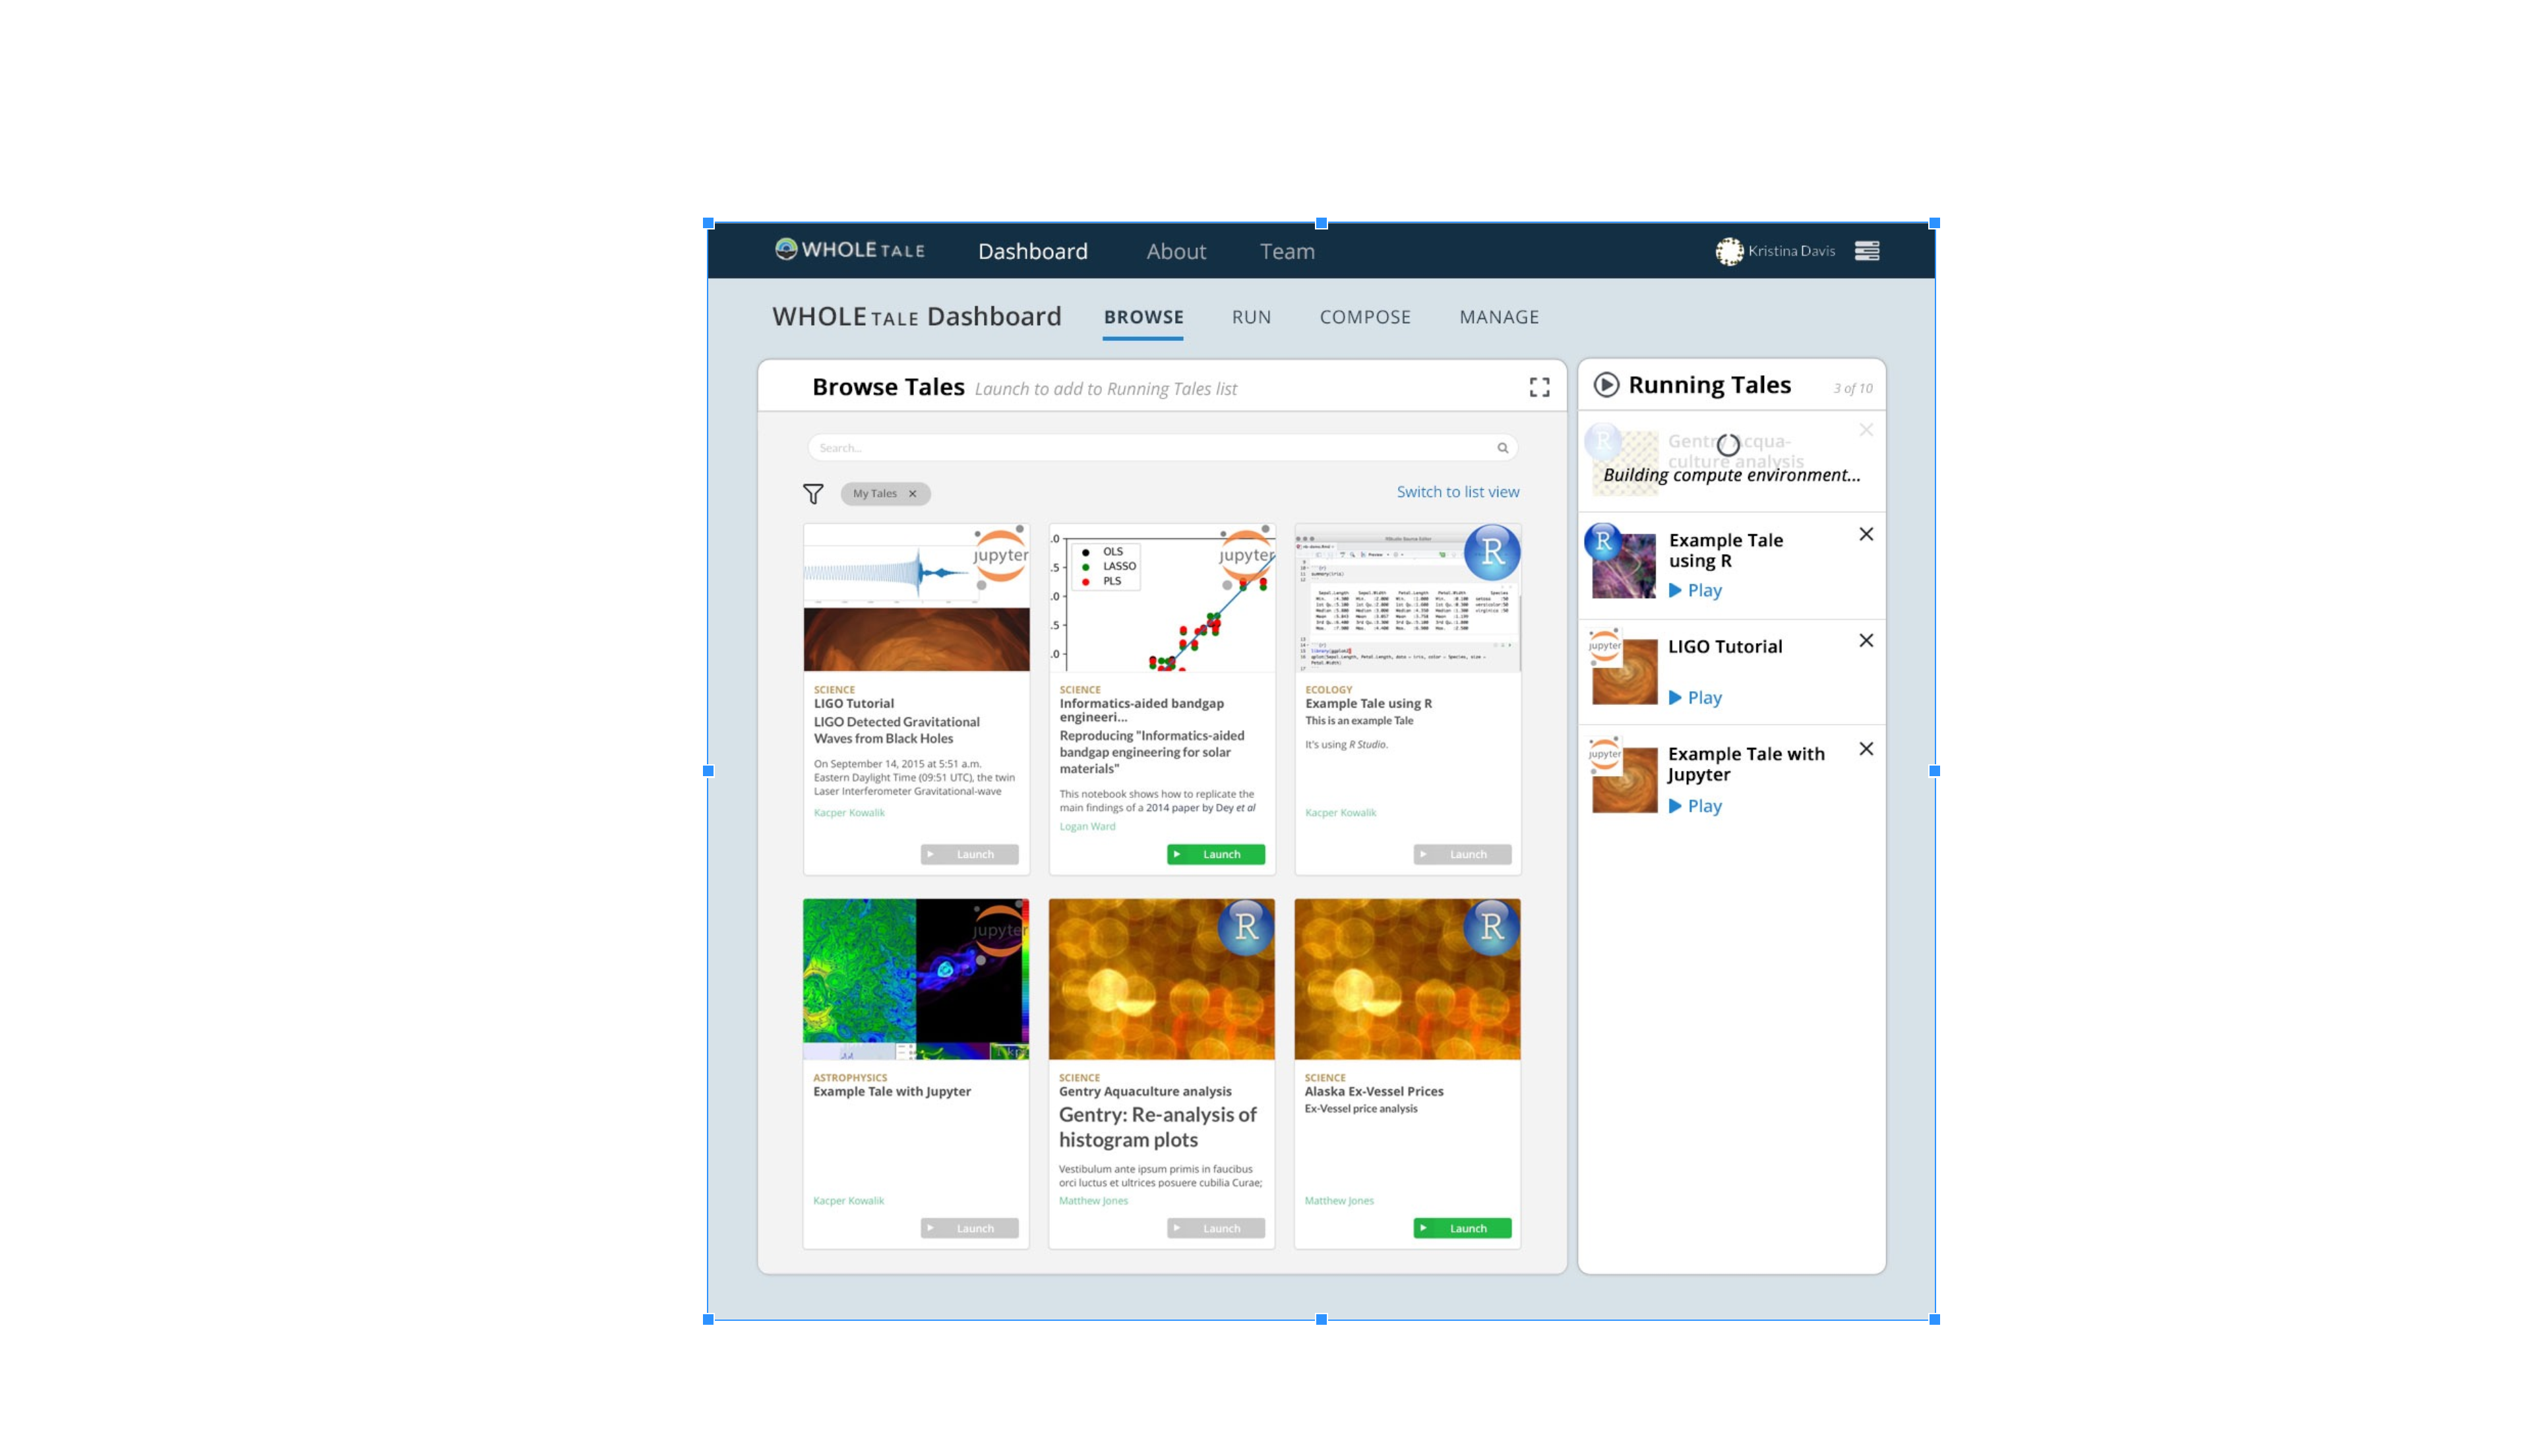 WHOLE TALE Dashboard About Team Kristina Davis
WHOLE TALE Dashboard BROWSE RUN COMPOSE MANAGE
Browse Tales Launch to add to Running Tales list
Search...
My Tales
Switch to list view
jupyter
SCIENCE
LIGO Tutorial
LIGO Detected Gravitational
Waves from Black Holes
On September 14, 2015 at 5:51 a.m.
Eastern Daylight Time (09:51 UTC), the twin
Laser Interferometer Gravitational-wave
Kacper Kowalik
Launch
OLS
LASSO
PLS
jupyter
.0
.5
.0
.5
.0
SCIENCE
Informatics-aided bandgap
engineeri...
Reproducing "Informatics-aided
bandgap engineering for solar
materials"
This notebook shows how to replicate the
main findings of a 2014 paper by Dey et al
Logan Ward
Launch
R
ECOLOGY
Example Tale using R
This is an example Tale
It's using R Studio.
Kacper Kowalik
Launch
jupyter
ASTROPHYSICS
Example Tale with Jupyter
Kacper Kowalik
Launch
R
SCIENCE
Gentry Aquaculture analysis
Gentry: Re-analysis of
histogram plots
Vestibulum ante ipsum primis in faucibus
orci luctus et ultrices posuere cubilia Curae;
Matthew Jones
Launch
R
SCIENCE
Alaska Ex-Vessel Prices
Ex-Vessel price analysis
Matthew Jones
Launch
Running Tales 3 of 10
R
Gentry Acqua-
culture analysis
Building compute environment...
R
Example Tale
using R
Play
jupyter
LIGO Tutorial
Play
jupyter
Example Tale with
Jupyter
Play